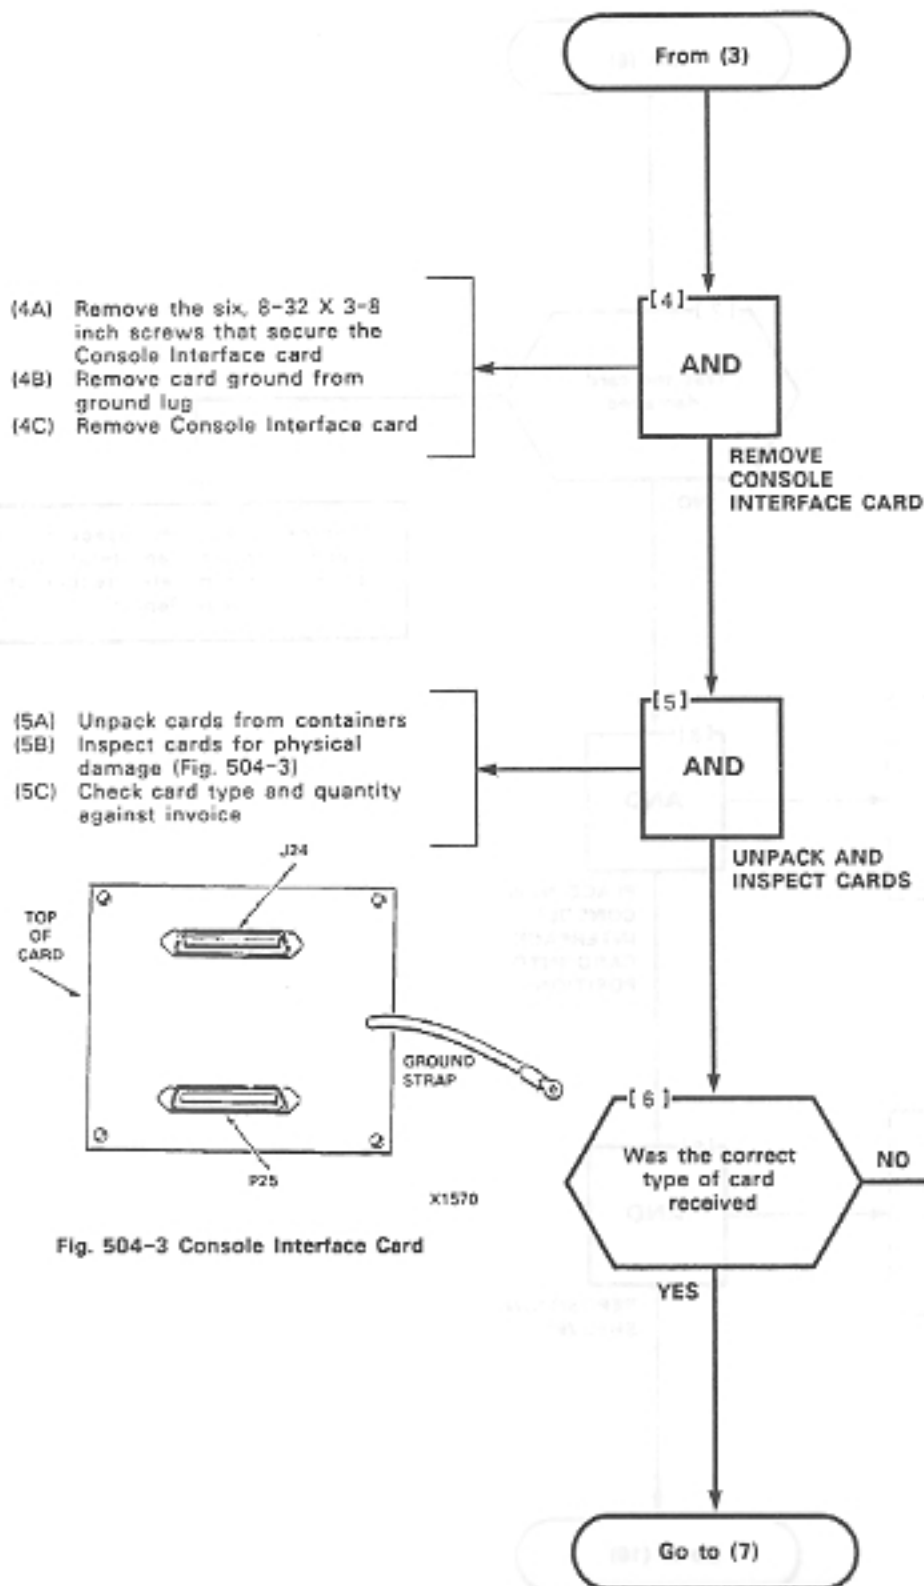 From (3)
[4]
AND
(4A) Remove the six, 8-32 X 3-8
inch screws that secure the
Console Interface card
(4B) Remove card ground from
ground lug
(4C) Remove Console Interface card
REMOVE
CONSOLE
INTERFACE CARD
[5]
AND
(5A) Unpack cards from containers
(5B) Inspect cards for physical
damage (Fig. 504-3)
(5C) Check card type and quantity
against invoice
UNPACK AND
INSPECT CARDS
J24
TOP
OF
CARD
GROUND
STRAP
P25
X1570
Fig. 504-3 Console Interface Card
[6]
Was the correct
type of card
received
NO
YES
Go to (7)